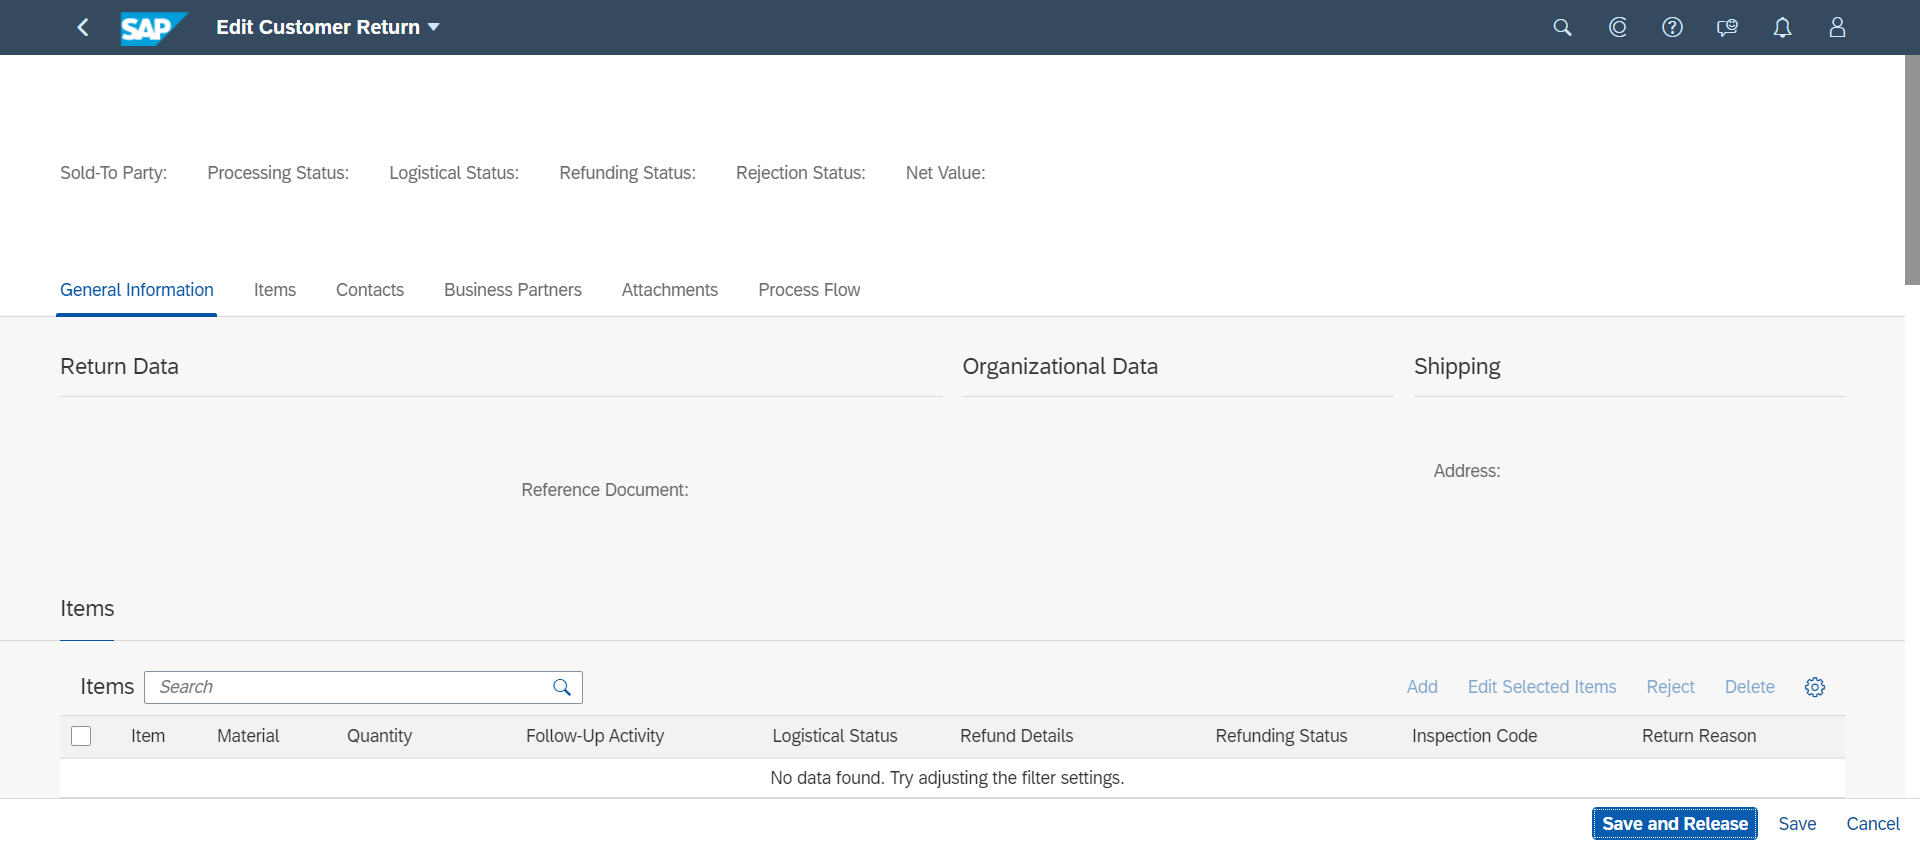 SAP Edit Customer Return
Sold-To Party: Processing Status: Logistical Status: Refunding Status: Rejection Status: Net Value:
General Information Items Contacts Business Partners Attachments Process Flow
Return Data Organizational Data Shipping
Address:
Reference Document:
Items
Items Search Add Edit Selected Items Reject Delete
Item Material Quantity Follow-Up Activity Logistical Status Refund Details Refunding Status Inspection Code Return Reason
No data found. Try adjusting the filter settings.
Save and Release Save Cancel